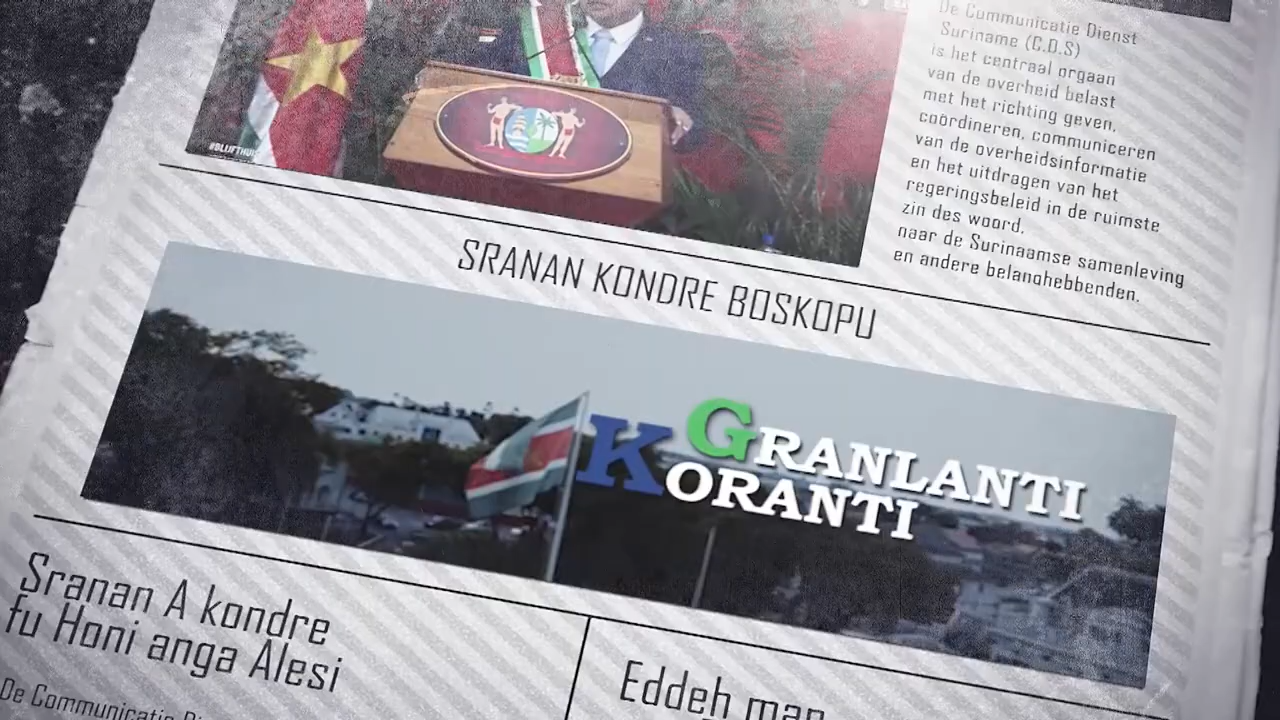 De Communicatie Dienst
Suriname (C.D.S)
is het centraal orgaan
van de overheid belast
met het richting geven,
coördineren, communiceren
van de overheidsinformatie
en het uitdragen van het
regeringsbeleid in de ruimste
zin des woord.
naar de Surinaamse samenleving
en andere belanghebbenden.
SRANAN KONDRE BOSKOPU
GRANLANTI
KORANTI
Sranan A kondre
fu Honi anga Alesi
De Communicatie
Eddeh man